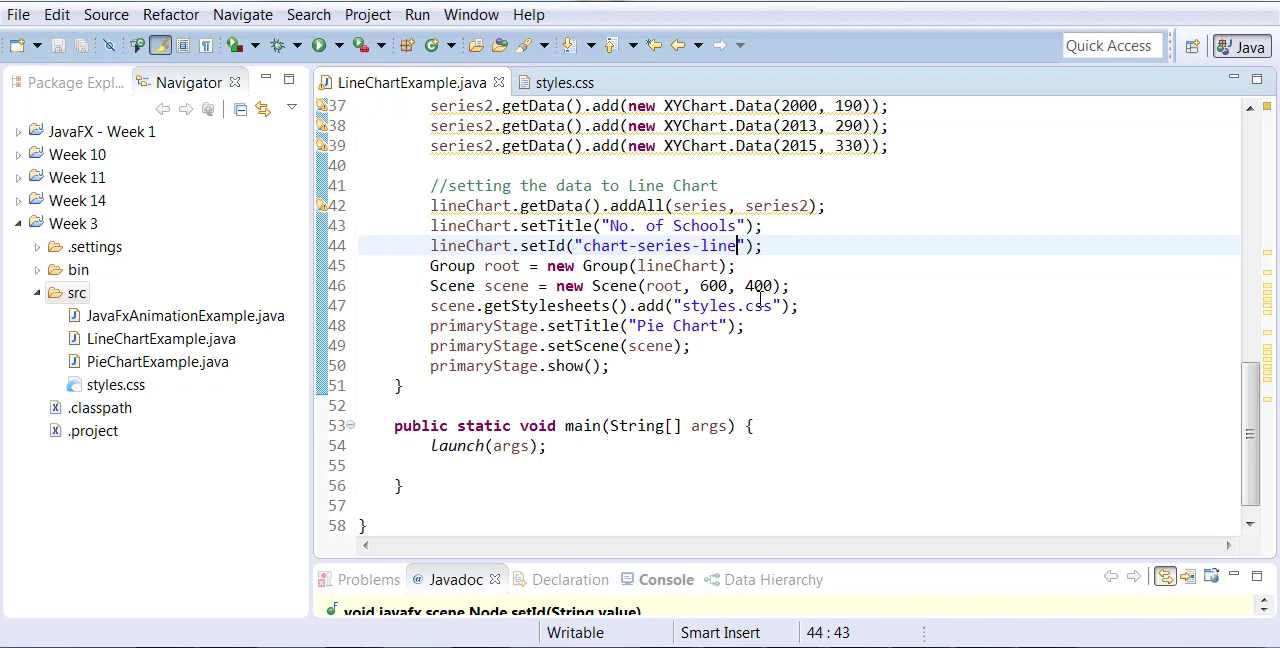 File Edit Source Refactor Navigate Search Project Run Window Help
Quick Access
Java
Package Expl...
Navigator
LineChartExample.java
styles.css
JavaFX - Week 1
Week 10
Week 11
Week 14
Week 3
.settings
bin
src
JavaFxAnimationExample.java
LineChartExample.java
PieChartExample.java
styles.css
.classpath
.project
37 series2.getData().add(new XYChart.Data(2000, 190));
38 series2.getData().add(new XYChart.Data(2013, 290));
39 series2.getData().add(new XYChart.Data(2015, 330));
40
41 //setting the data to Line Chart
42 lineChart.getData().addAll(series, series2);
43 lineChart.setTitle("No. of Schools");
44 lineChart.setId("chart-series-line");
45 Group root = new Group(lineChart);
46 Scene scene = new Scene(root, 600, 400);
47 scene.getStylesheets().add("styles.css");
48 primaryStage.setTitle("Pie Chart");
49 primaryStage.setScene(scene);
50 primaryStage.show();
51 }
52
53 public static void main(String[] args) {
54 launch(args);
55
56 }
57
58 }
Problems
Javadoc
Declaration
Console
Data Hierarchy
void javafx.scene.Node.setId(String value)
Writable
Smart Insert
44 : 43